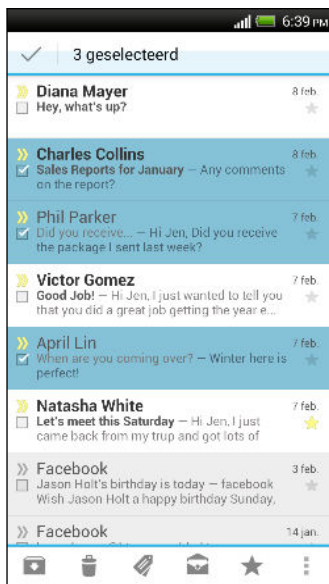 6:39 PM
3 geselecteerd
Diana Mayer 8 feb.
Hey, what's up?
Charles Collins 8 feb.
Sales Reports for January – Any comments
on the report?
Phil Parker 7 feb.
Did you receive... – Hi Jen, Did you receive
the package I sent last week?
Victor Gomez 7 feb.
Good Job! – Hi Jen, I just wanted to tell you
that you did a great job getting the year e...
April Lin 7 feb.
When are you coming over? – Winter here is
perfect!
Natasha White 7 feb.
Let's meet this Saturday – Hi Jen, I just
came back from my trup and got lots of
Facebook 3 feb.
Jason Holt's birthday is today – facebook
Wish Jason Holt a happy birthday Sunday,
Facebook 14 jan.